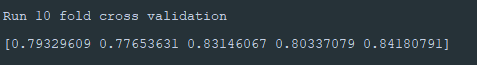 Run 10 fold cross validation
[0.79329609 0.77653631 0.83146067 0.80337079 0.84180791]